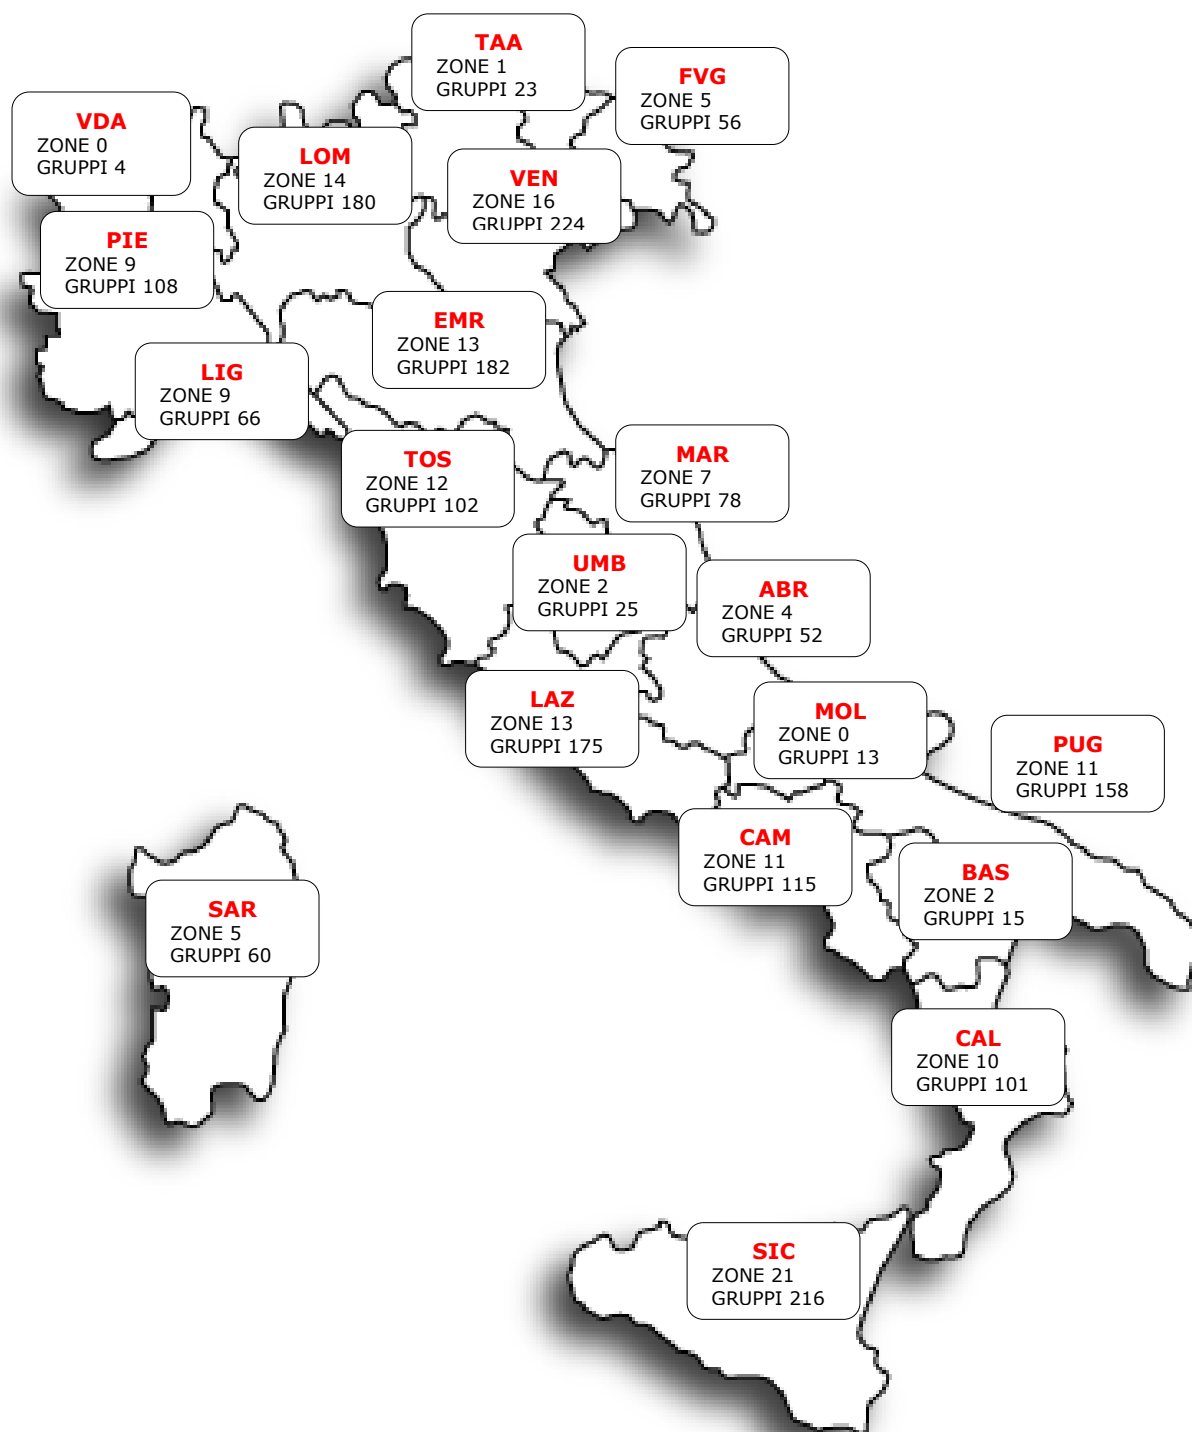 TAA
ZONE 1
GRUPPI 23
FVG
ZONE 5
GRUPPI 56
VDA
ZONE 0
GRUPPI 4
LOM
ZONE 14
GRUPPI 180
VEN
ZONE 16
GRUPPI 224
PIE
ZONE 9
GRUPPI 108
EMR
ZONE 13
GRUPPI 182
LIG
ZONE 9
GRUPPI 66
TOS
ZONE 12
GRUPPI 102
MAR
ZONE 7
GRUPPI 78
UMB
ZONE 2
GRUPPI 25
ABR
ZONE 4
GRUPPI 52
LAZ
ZONE 13
GRUPPI 175
MOL
ZONE 0
GRUPPI 13
PUG
ZONE 11
GRUPPI 158
CAM
ZONE 11
GRUPPI 115
BAS
ZONE 2
GRUPPI 15
SAR
ZONE 5
GRUPPI 60
CAL
ZONE 10
GRUPPI 101
SIC
ZONE 21
GRUPPI 216